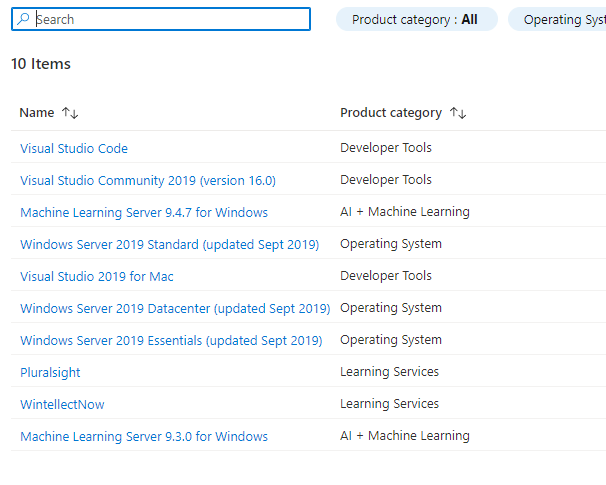 Search
Product category : All
Operating Syst
10 Items
Name Product category
Visual Studio Code Developer Tools
Visual Studio Community 2019 (version 16.0) Developer Tools
Machine Learning Server 9.4.7 for Windows AI + Machine Learning
Windows Server 2019 Standard (updated Sept 2019) Operating System
Visual Studio 2019 for Mac Developer Tools
Windows Server 2019 Datacenter (updated Sept 2019) Operating System
Windows Server 2019 Essentials (updated Sept 2019) Operating System
Pluralsight Learning Services
WintellectNow Learning Services
Machine Learning Server 9.3.0 for Windows AI + Machine Learning